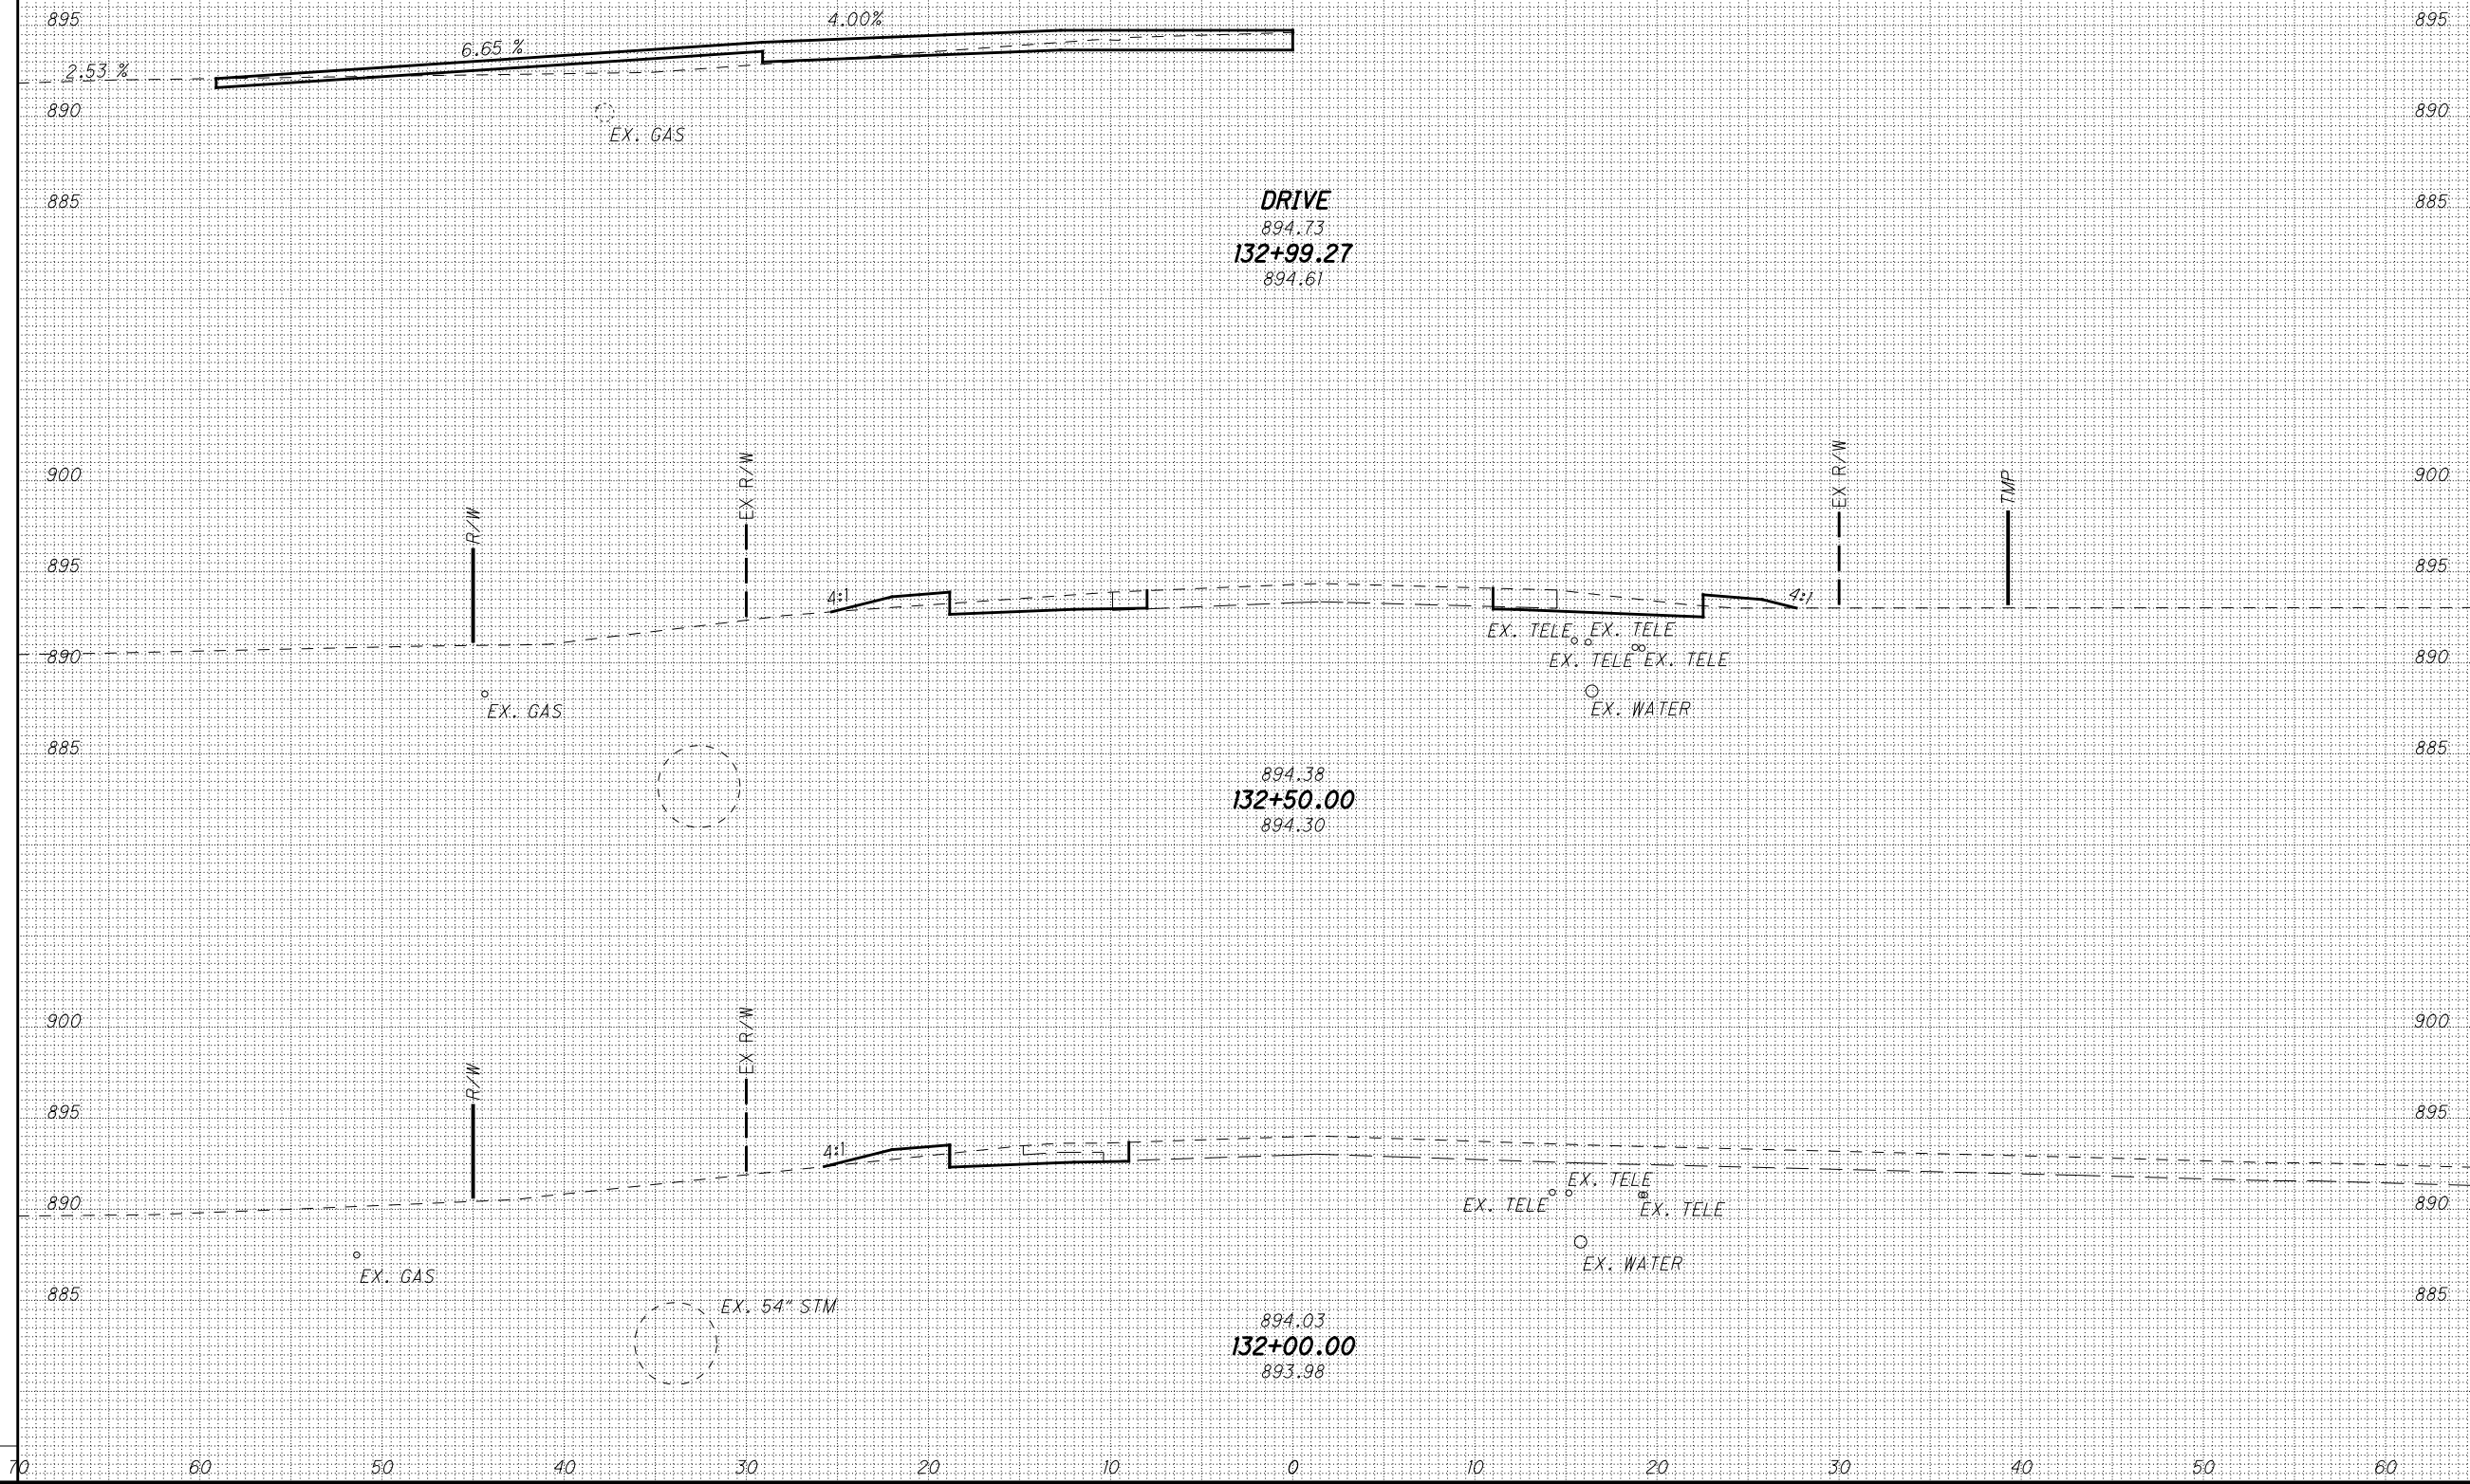 895 4.00% 895
6.65 %
2.53 %
890 890
EX. GAS
885 885
DRIVE
894.73
132+99.27
894.61
EX R/W
EX R/W
900 TMP 900
R/W
895 895
4:1 4:1
EX. TELE EX. TELE
890 EX. TELE EX. TELE 890
EX. GAS EX. WATER
885 885
894.38
132+50.00
894.30
900 900
EX R/W
R/W
895 895
4:1
EX. TELE
890 EX. TELE EX. TELE 890
EX. WATER
EX. GAS
885 885
EX. 54" STM
894.03
132+00.00
893.98
70 60 50 40 30 20 10 0 10 20 30 40 50 60